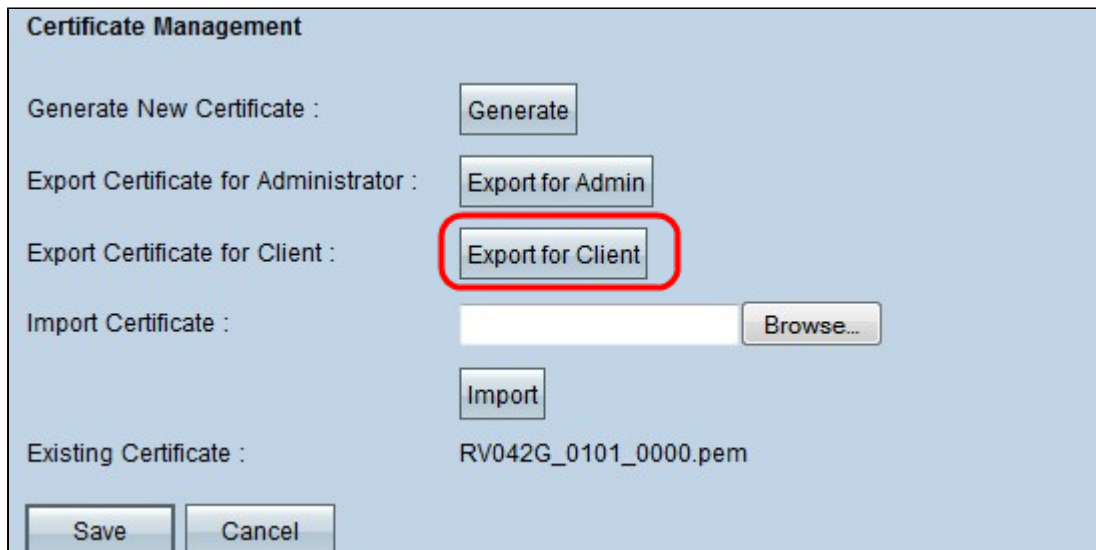 Certificate Management
Generate New Certificate : Generate
Export Certificate for Administrator : Export for Admin
Export Certificate for Client : Export for Client
Import Certificate : Browse...
Import
Existing Certificate : RV042G_0101_0000.pem
Save Cancel